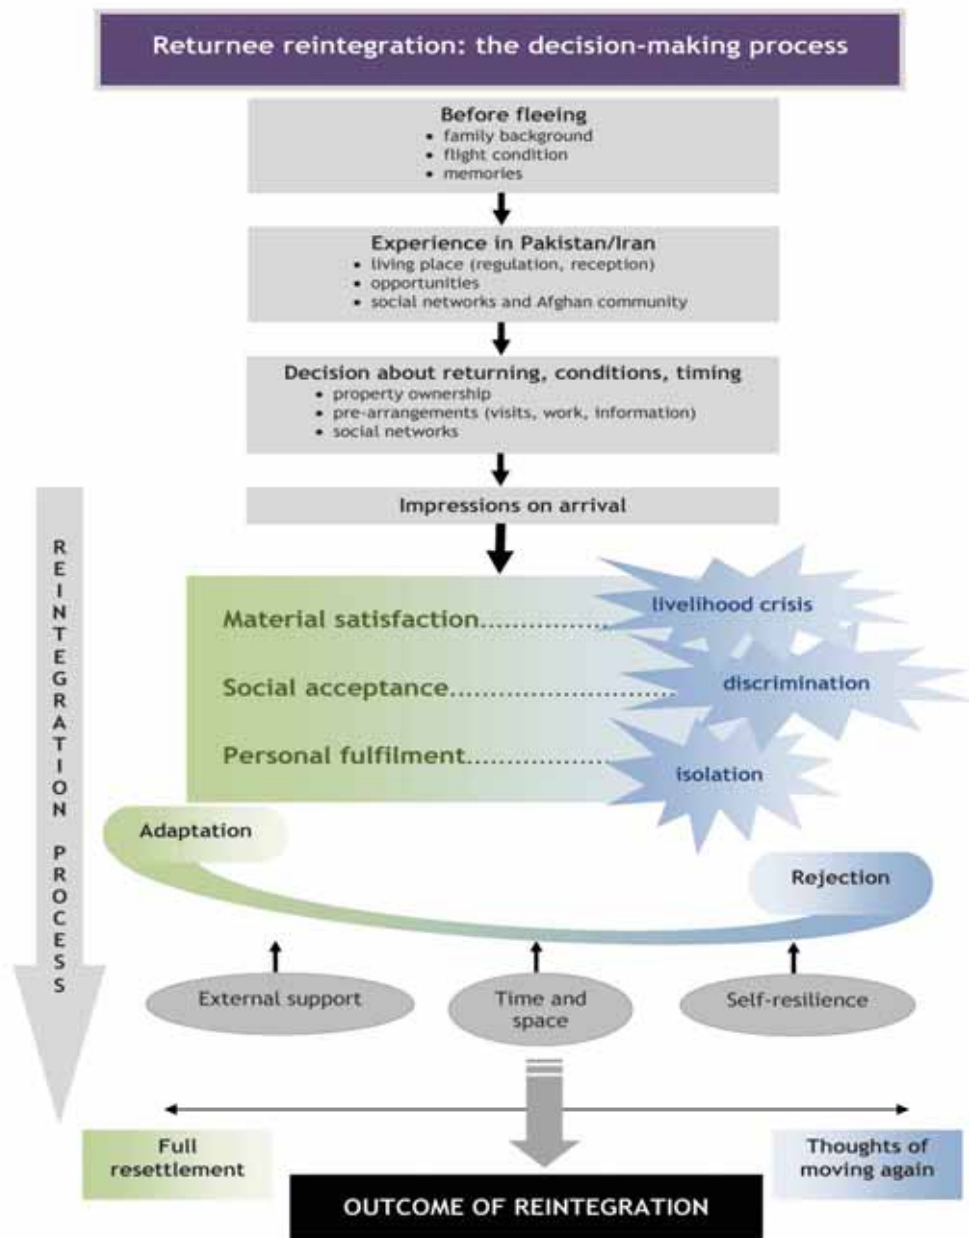 Returnee reintegration: the decision-making process
Before fleeing
• family background
• flight condition
• memories
Experience in Pakistan/Iran
• living place (regulation, reception)
• opportunities
• social networks and Afghan community
Decision about returning, conditions, timing
• property ownership
• pre-arrangements (visits, work, information)
• social networks
Impressions on arrival
REINTEGRATION PROCESS
Material satisfaction.................. livelihood crisis
Social acceptance................................ discrimination
Personal fulfilment..................... isolation
Adaptation
Rejection
External support
Time and
space
Self-resilience
Full
resettlement
Thoughts of
moving again
OUTCOME OF REINTEGRATION